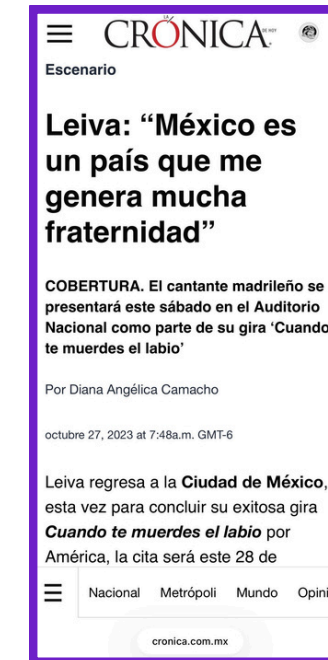 LA
CRÓNICA DE HOY
Escenario
Leiva: “México es
un país que me
genera mucha
fraternidad”
COBERTURA. El cantante madrileño se
presentará este sábado en el Auditorio
Nacional como parte de su gira ‘Cuando
te muerdes el labio’
Por Diana Angélica Camacho
octubre 27, 2023 at 7:48a.m. GMT-6
Leiva regresa a la Ciudad de México,
esta vez para concluir su exitosa gira
Cuando te muerdes el labio por
América, la cita será este 28 de
Nacional Metrópoli Mundo Opini
cronica.com.mx